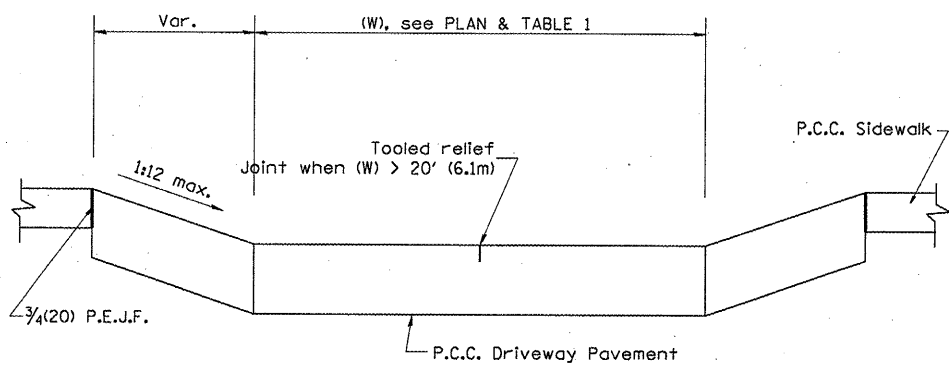 Var.
(W), see PLAN & TABLE 1
P.C.C. Sidewalk
Tooled relief
Joint when (W) > 20' (6.1m)
1:12 max.
¾(20) P.E.J.F.
P.C.C. Driveway Pavement